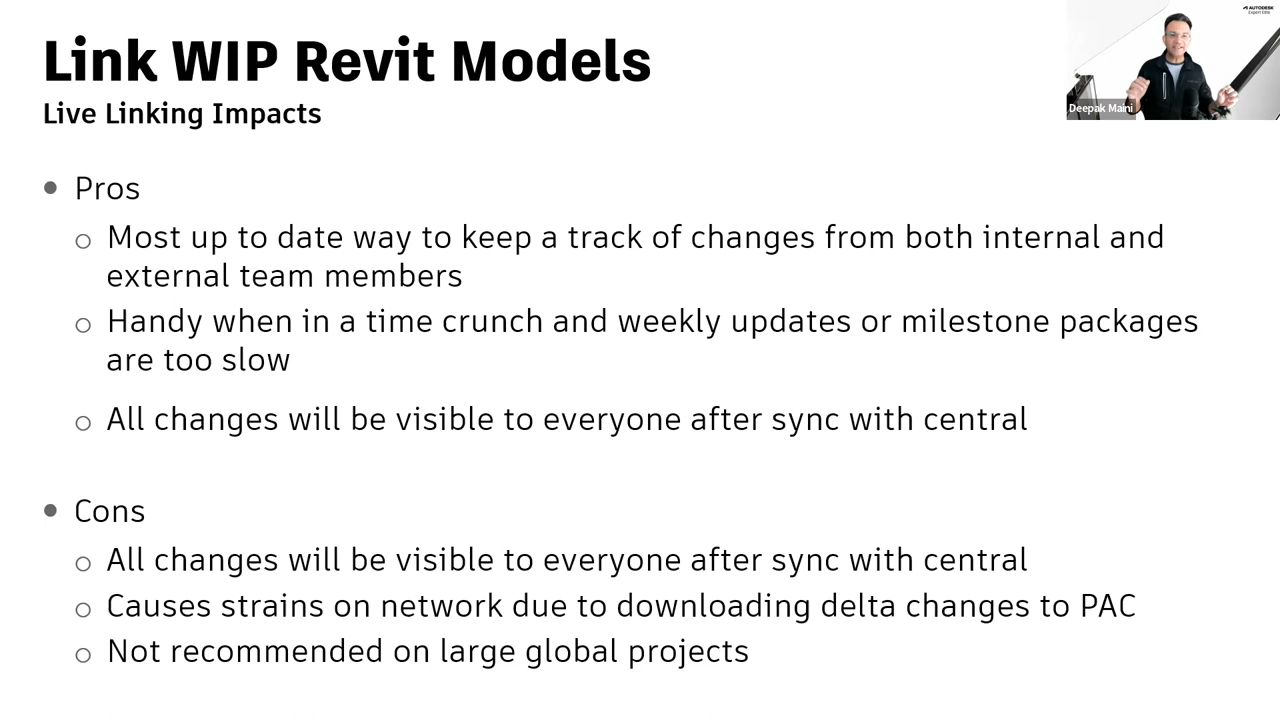 Link WIP Revit Models
Live Linking Impacts
AUTODESK
Expert Elite
Deepak Maini
Pros
Most up to date way to keep a track of changes from both internal and
external team members
Handy when in a time crunch and weekly updates or milestone packages
are too slow
All changes will be visible to everyone after sync with central
Cons
All changes will be visible to everyone after sync with central
Causes strains on network due to downloading delta changes to PAC
Not recommended on large global projects